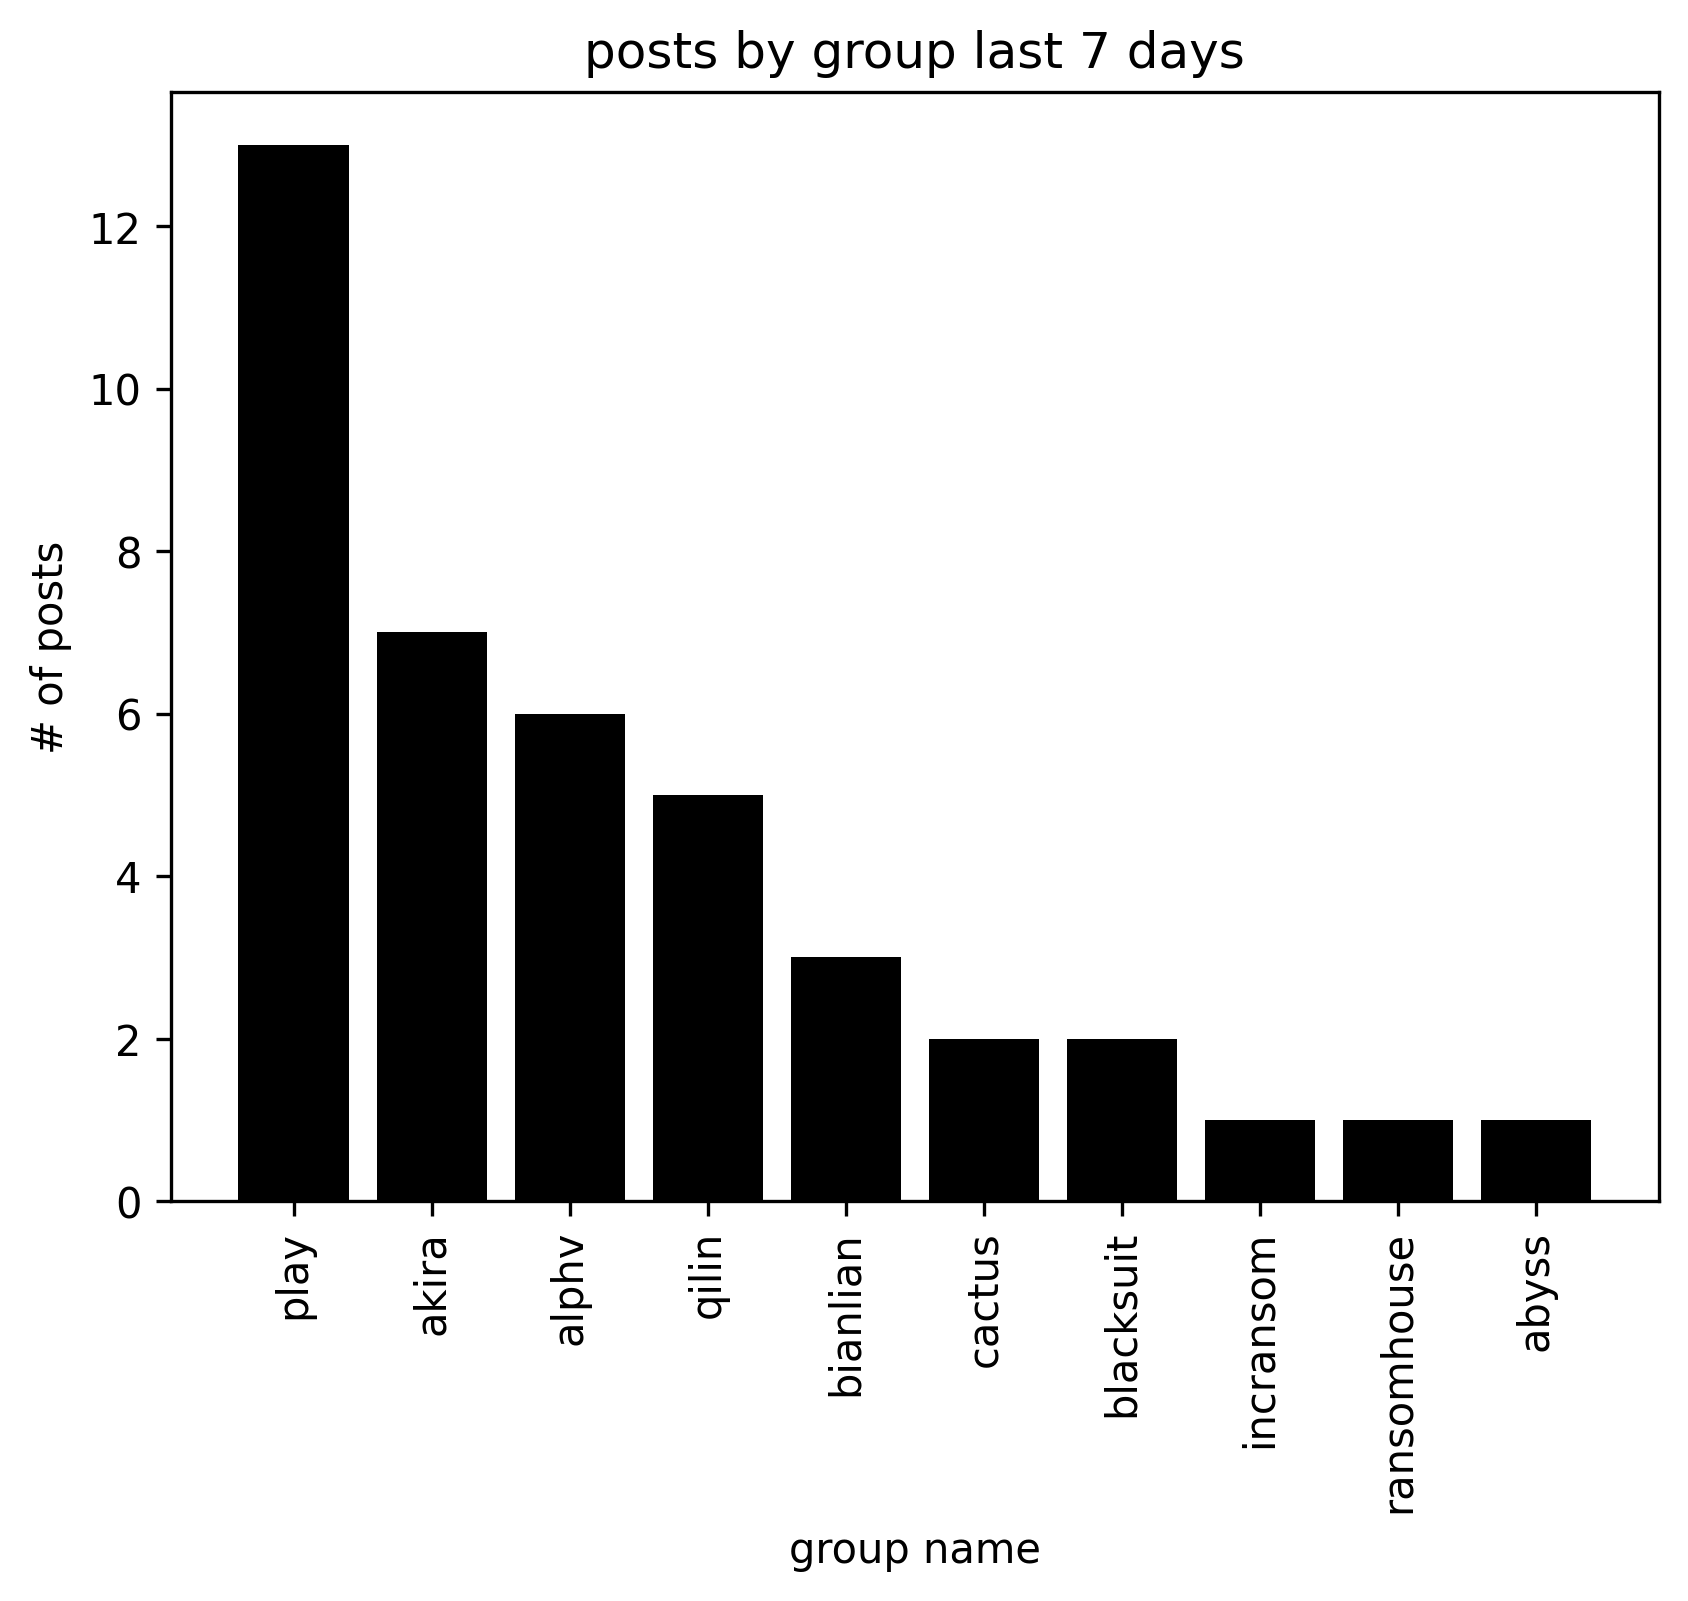 posts by group last 7 days
# of posts
12
10
8
6
4
2
0
play
akira
alphv
qilin
bianlian
cactus
blacksuit
incransom
ransomhouse
abyss
group name